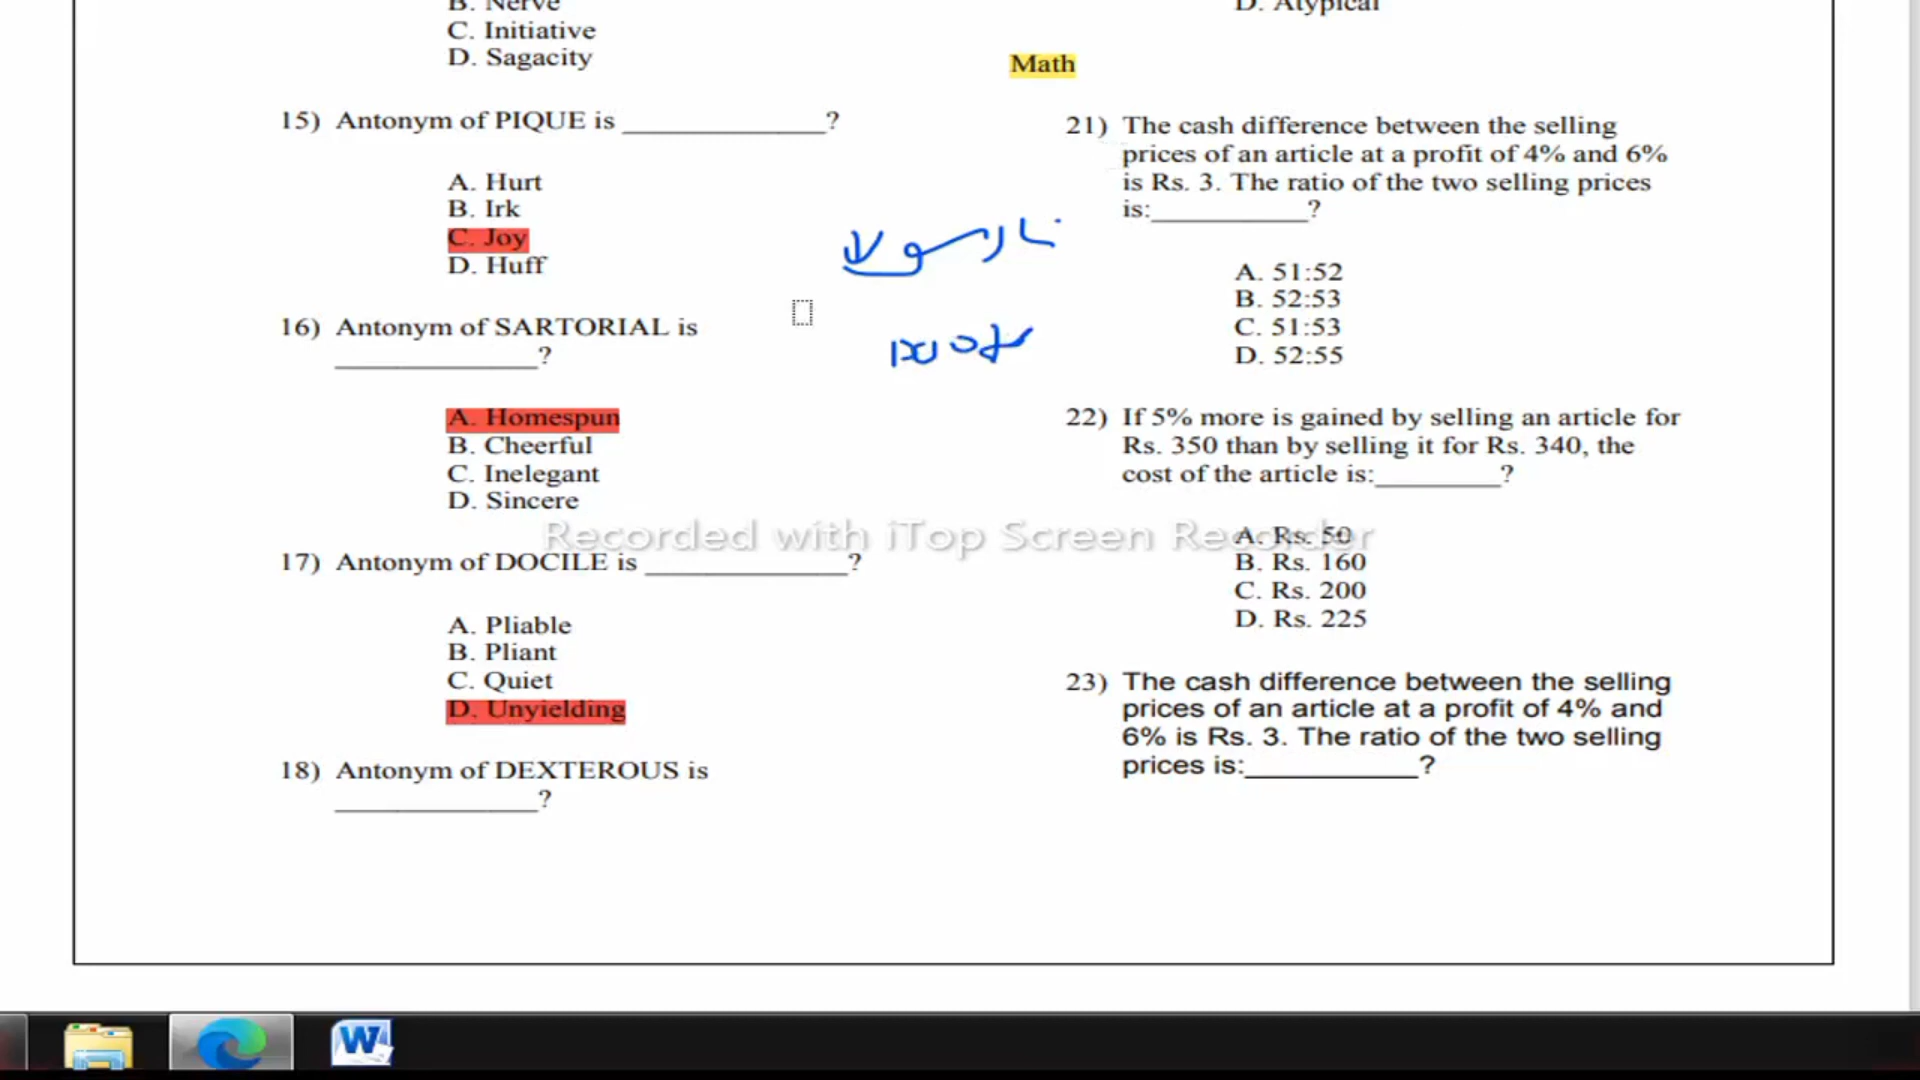 B. Nerve
C. Initiative
D. Sagacity
15) Antonym of PIQUE is _______________?
A. Hurt
B. Irk
C. Joy
D. Huff
16) Antonym of SARTORIAL is
_______________?
A. Homespun
B. Cheerful
C. Inelegant
D. Sincere
17) Antonym of DOCILE is _______________?
A. Pliable
B. Pliant
C. Quiet
D. Unyielding
18) Antonym of DEXTEROUS is
_______________?
D. Atypical
Math
21) The cash difference between the selling
prices of an article at a profit of 4% and 6%
is Rs. 3. The ratio of the two selling prices
is:___________?
A. 51:52
B. 52:53
C. 51:53
D. 52:55
22) If 5% more is gained by selling an article for
Rs. 350 than by selling it for Rs. 340, the
cost of the article is:_________?
A. Rs. 50
B. Rs. 160
C. Rs. 200
D. Rs. 225
23) The cash difference between the selling
prices of an article at a profit of 4% and
6% is Rs. 3. The ratio of the two selling
prices is:____________?
Recorded with iTop Screen Recorder